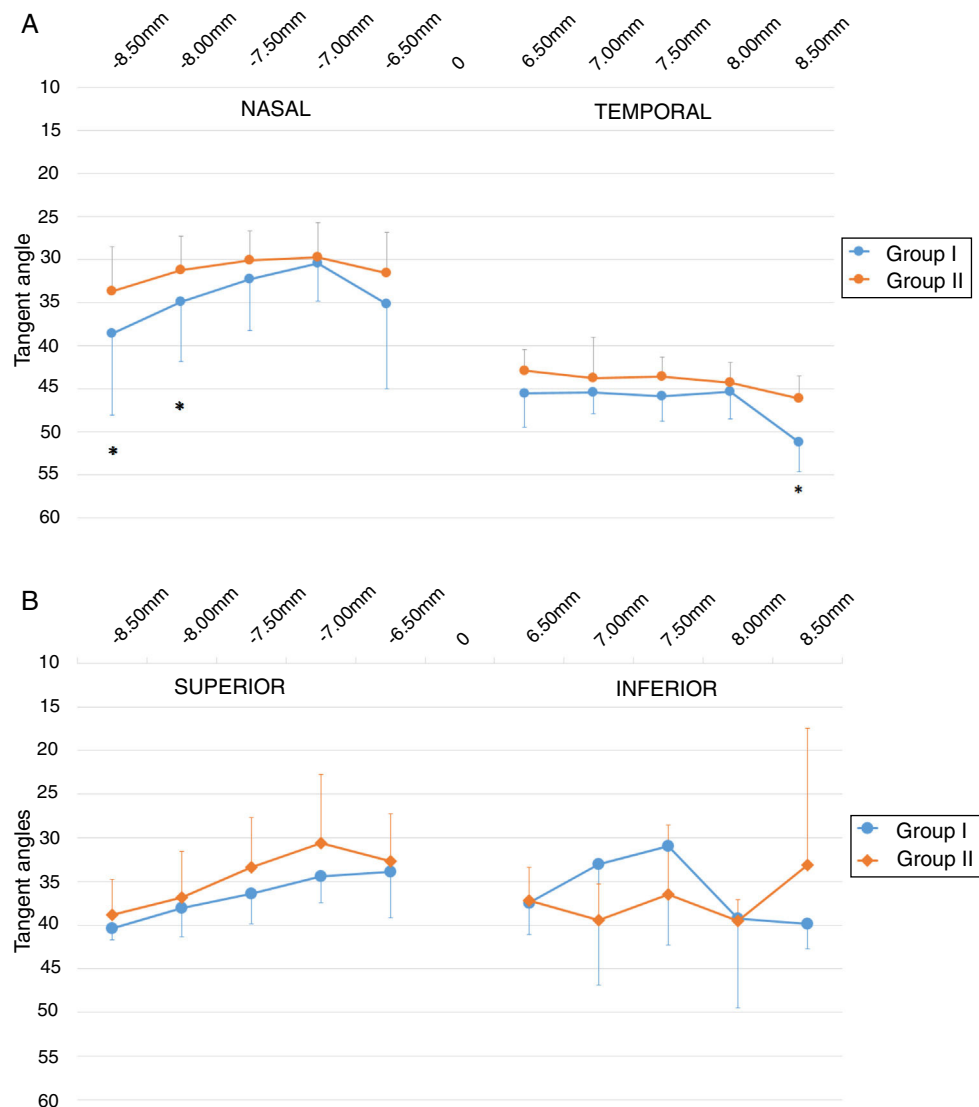 A
-8.50mm
-8.00mm
-7.50mm
-7.00mm
-6.50mm
0
6.50mm
7.00mm
7.50mm
8.00mm
8.50mm
10
15
20
25
30
35
40
45
50
55
60
Tangent angle
NASAL
TEMPORAL
*
*
*
Group I
Group II
B
-8.50mm
-8.00mm
-7.50mm
-7.00mm
-6.50mm
0
6.50mm
7.00mm
7.50mm
8.00mm
8.50mm
10
15
20
25
30
35
40
45
50
55
60
Tangent angles
SUPERIOR
INFERIOR
Group I
Group II